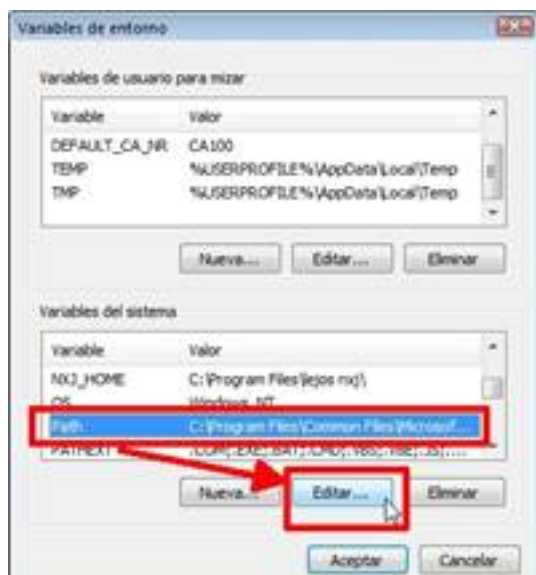 Variables de entorno
Variables de usuario para mizar
Variable Valor
DEFAULT_CA_NR CA100
TEMP %USERPROFILE%\AppData\Local\Temp
TMP %USERPROFILE%\AppData\Local\Temp
Nueva... Editar... Eliminar
Variables del sistema
Variable Valor
NXJ_HOME C:\Program Files\lejos nxj\
OS Windows_NT
Path C:\Program Files\Common Files\Microsof...
PATHEXT .COM;.EXE;.BAT;.CMD;.VBS;.VBE;.JS;....
Nueva... Editar... Eliminar
Aceptar Cancelar